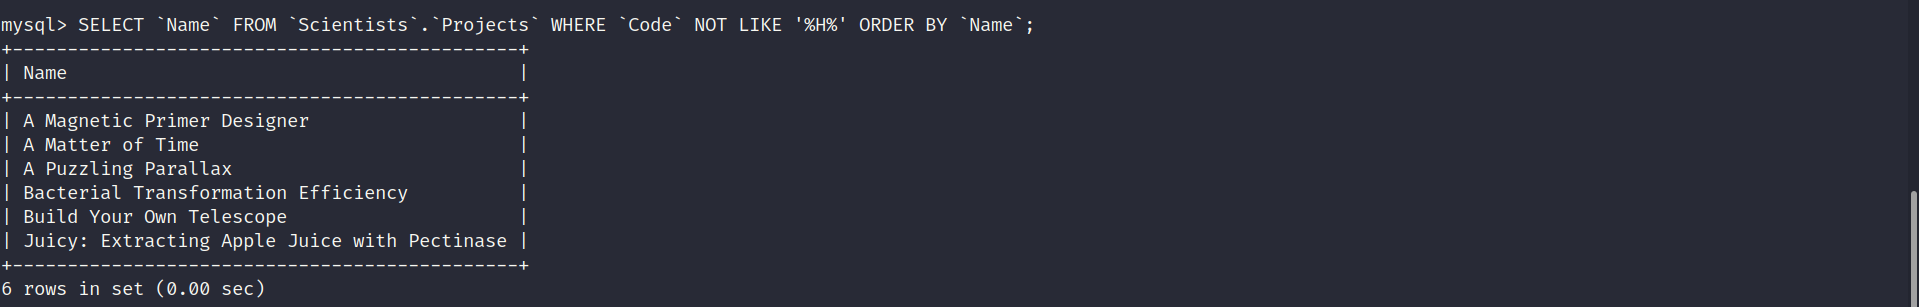 mysql> SELECT `Name` FROM `Scientists`.`Projects` WHERE `Code` NOT LIKE '%H%' ORDER BY `Name`;
+----------------------------------------------+
| Name                                         |
+----------------------------------------------+
| A Magnetic Primer Designer                   |
| A Matter of Time                             |
| A Puzzling Parallax                          |
| Bacterial Transformation Efficiency          |
| Build Your Own Telescope                     |
| Juicy: Extracting Apple Juice with Pectinase |
+----------------------------------------------+
6 rows in set (0.00 sec)